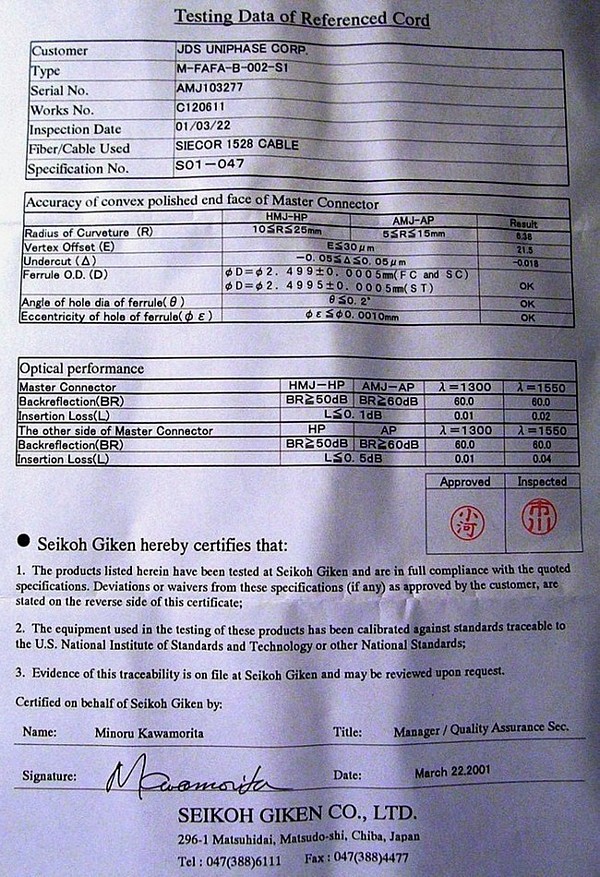 Testing Data of Referenced Cord
Customer JDS UNIPHASE CORP.
Type M-FAFA-B-002-S1
Serial No. AMJ103277
Works No. C120611
Inspection Date 01/03/22
Fiber/Cable Used SIECOR 1528 CABLE
Specification No. S01-047
Accuracy of convex polished end face of Master Connector
HMJ-HP AMJ-AP Result
Radius of Curveture (R) 10≦R≦25mm 5≦R≦15mm
Vertex Offset (E) E≦30μm 21.5
Undercut (Δ) -0.05≦Δ≦0.05μm -0.018
Ferrule O.D. (D) φD=φ2.499±0.0005mm(FC and SC)
φD=φ2.4995±0.0005mm(ST) OK
Angle of hole dia of ferrule(θ) θ≦0.2° OK
Eccentricity of hole of ferrule(φε) φε≦φ0.0010mm OK
Optical performance
Master Connector HMJ-HP AMJ-AP λ=1300 λ=1550
Backreflection(BR) BR≧50dB BR≧60dB 60.0 60.0
Insertion Loss(L) L≦0.1dB 0.01 0.02
The other side of Master Connector HP AP λ=1300 λ=1550
Backreflection(BR) BR≧50dB BR≧60dB 60.0 60.0
Insertion Loss(L) L≦0.5dB 0.01 0.04
Approved Inspected
小河 市川
● Seikoh Giken hereby certifies that:
1. The products listed herein have been tested at Seikoh Giken and are in full compliance with the quoted
specifications. Deviations or waivers from these specifications (if any) as approved by the customer, are
stated on the reverse side of this certificate;
2. The equipment used in the testing of these products has been calibrated against standards traceable to
the U.S. National Institute of Standards and Technology or other National Standards;
3. Evidence of this traceability is on file at Seikoh Giken and may be reviewed upon request.
Certified on behalf of Seikoh Giken by:
Name: Minoru Kawamorita Title: Manager / Quality Assurance Sec.
Signature: M Kawamorita Date: March 22.2001
SEIKOH GIKEN CO., LTD.
296-1 Matsuhidai, Matsudo-shi, Chiba, Japan
Tel : 047(388)6111 Fax : 047(388)4477